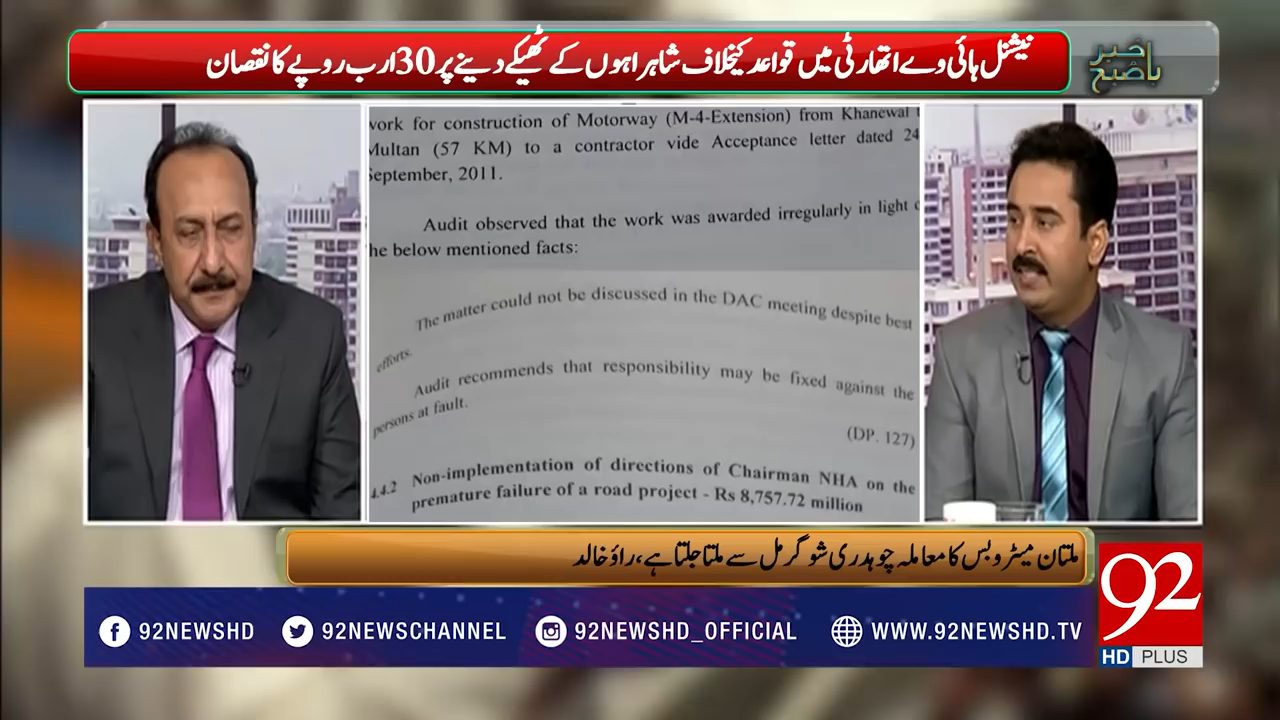 نیشنل ہائی وے اتھارٹی میں قواعد کیخلاف شاہراہوں کے ٹھیکے دینے پر 30 ارب روپے کا نقصان
باخبر صبح
work for construction of Motorway (M-4-Extension) from Khanewal t
Multan (57 KM) to a contractor vide Acceptance letter dated 24
September, 2011.
Audit observed that the work was awarded irregularly in light o
he below mentioned facts:
The matter could not be discussed in the DAC meeting despite best
efforts.
Audit recommends that responsibility may be fixed against the
persons at fault.
(DP. 127)
4.4.2 Non-implementation of directions of Chairman NHA on the
premature failure of a road project - Rs 8,757.72 million
ملتان میٹرو بس کا معاملہ چوہدری شوگر مل سے ملتا جلتا ہے، راؤ خالد
92NEWSHD 92NEWSCHANNEL 92NEWSHD_OFFICIAL WWW.92NEWSHD.TV
92
HD PLUS